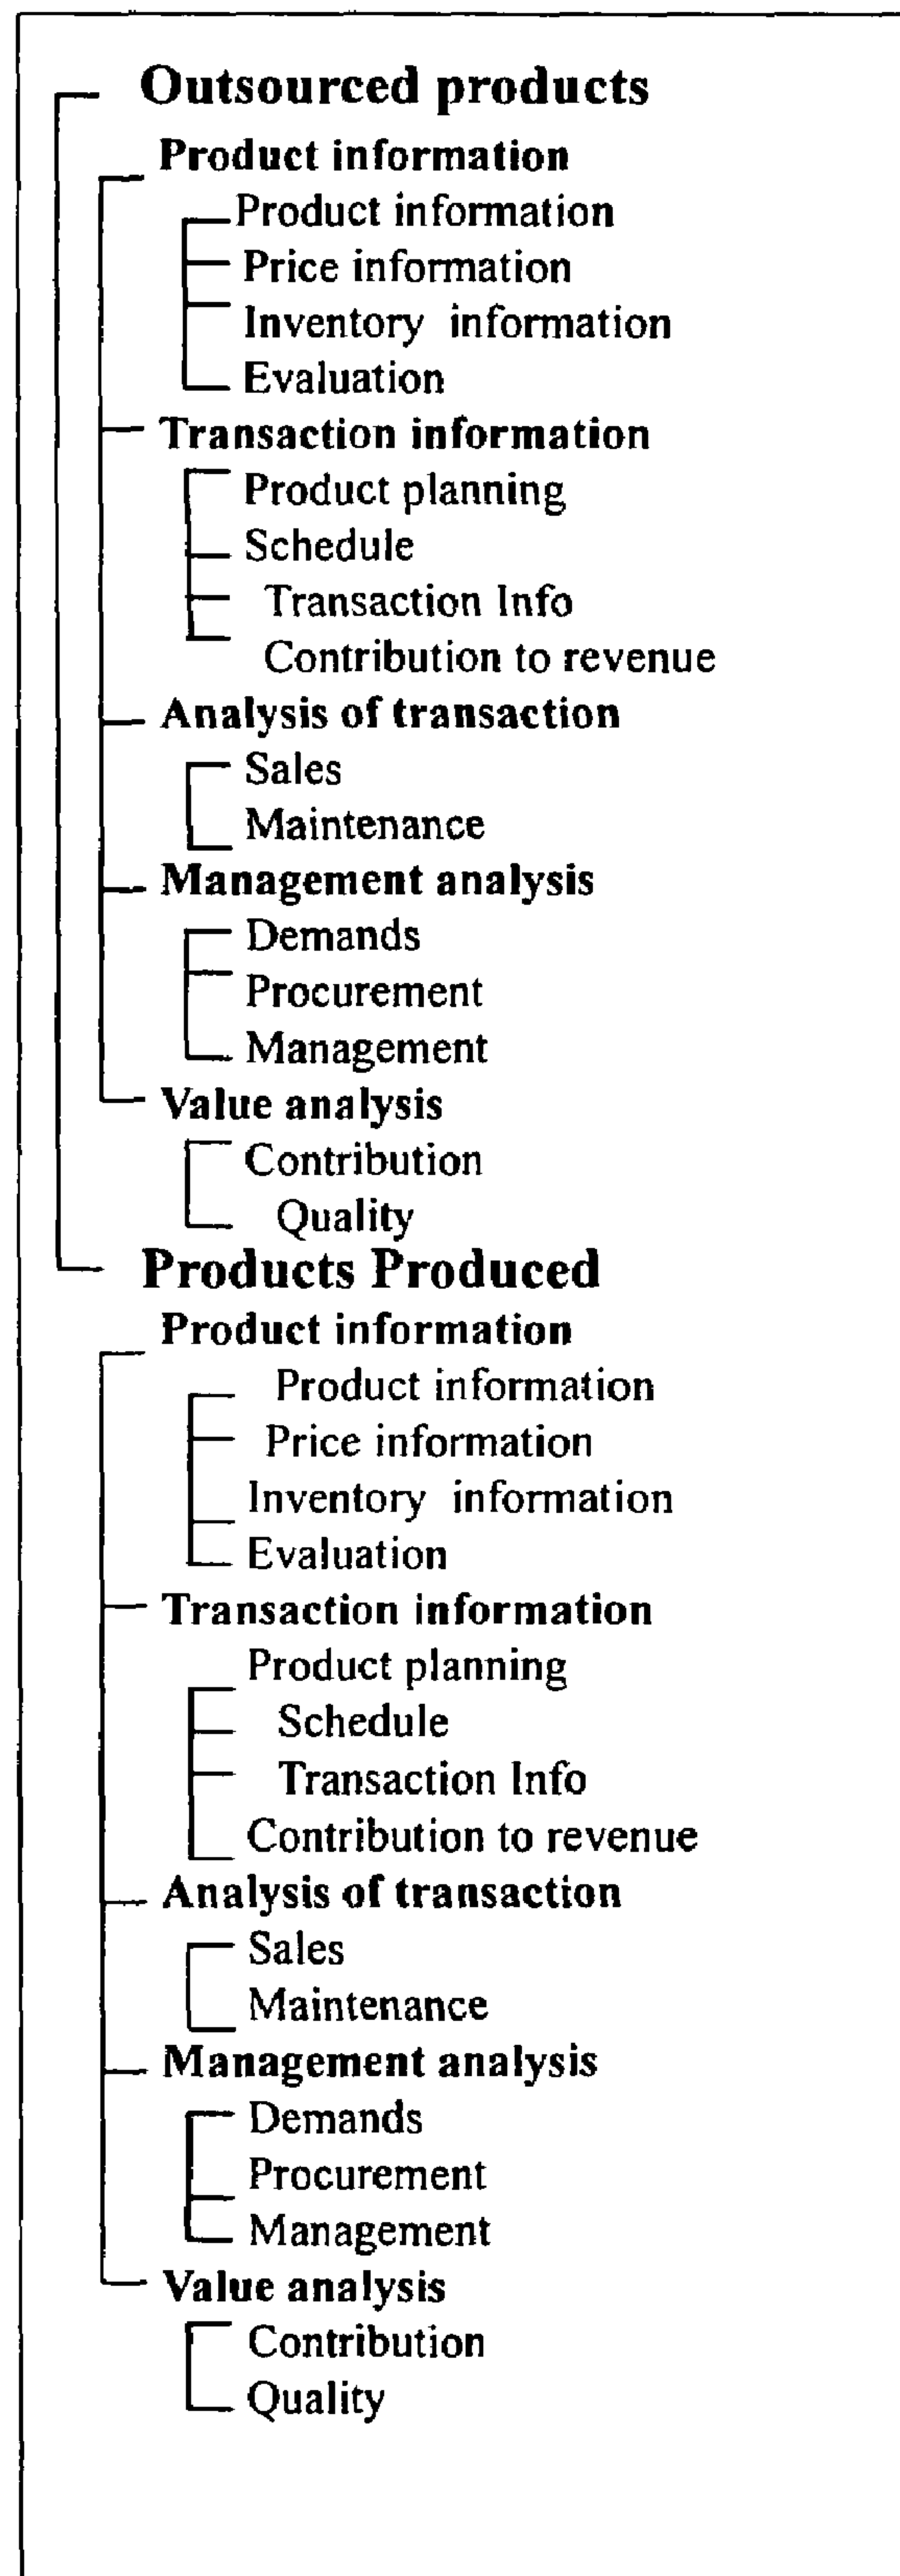 Outsourced products
Product information
Product information
Price information
Inventory information
Evaluation
Transaction information
Product planning
Schedule
Transaction Info
Contribution to revenue
Analysis of transaction
Sales
Maintenance
Management analysis
Demands
Procurement
Management
Value analysis
Contribution
Quality
Products Produced
Product information
Product information
Price information
Inventory information
Evaluation
Transaction information
Product planning
Schedule
Transaction Info
Contribution to revenue
Analysis of transaction
Sales
Maintenance
Management analysis
Demands
Procurement
Management
Value analysis
Contribution
Quality